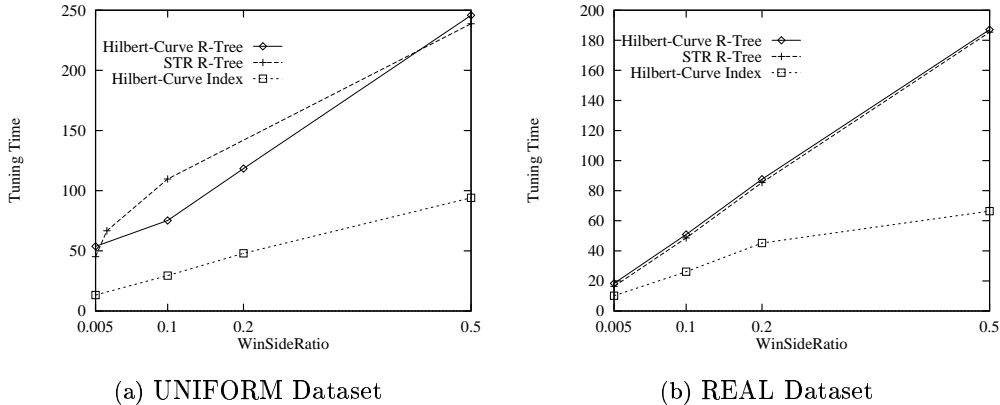 250
200
150
100
50
0
Tuning Time
Hilbert-Curve R-Tree
STR R-Tree
Hilbert-Curve Index
0.005 0.1 0.2 0.5
WinSideRatio
(a) UNIFORM Dataset
200
180
160
140
120
100
80
60
40
20
0
Tuning Time
Hilbert-Curve R-Tree
STR R-Tree
Hilbert-Curve Index
0.005 0.1 0.2 0.5
WinSideRatio
(b) REAL Dataset